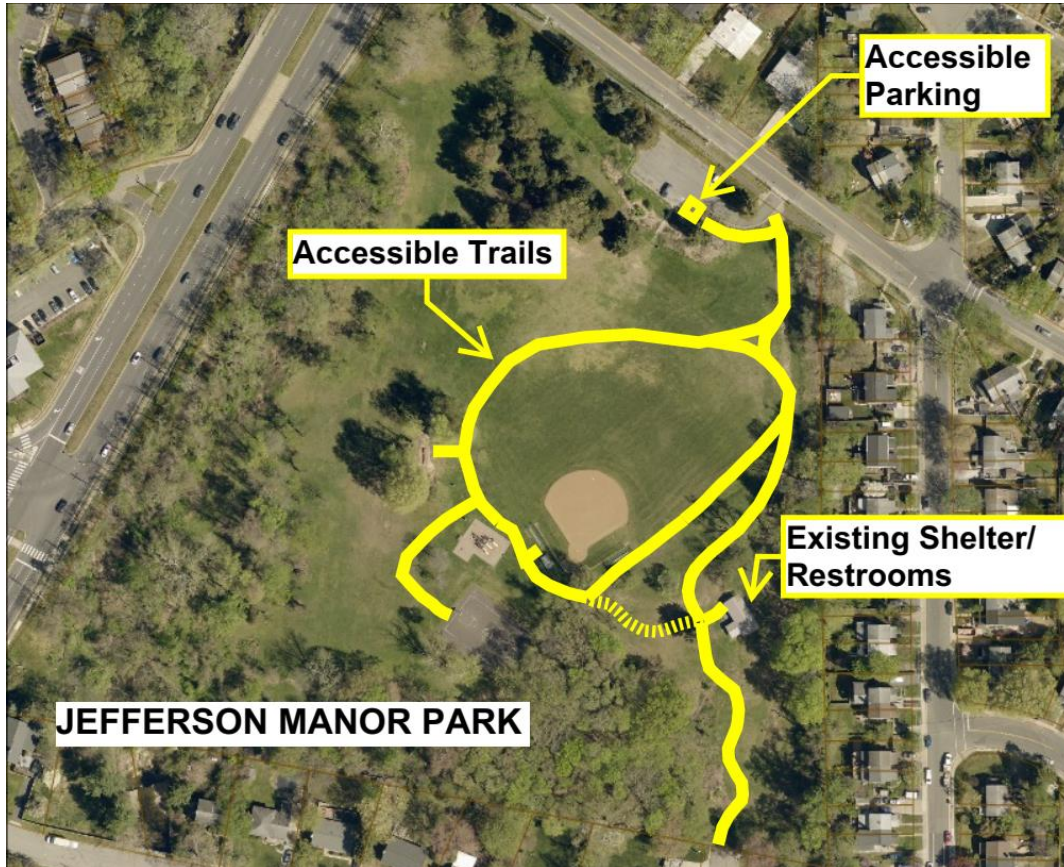 Accessible
Parking
Accessible Trails
Existing Shelter/
Restrooms
JEFFERSON MANOR PARK